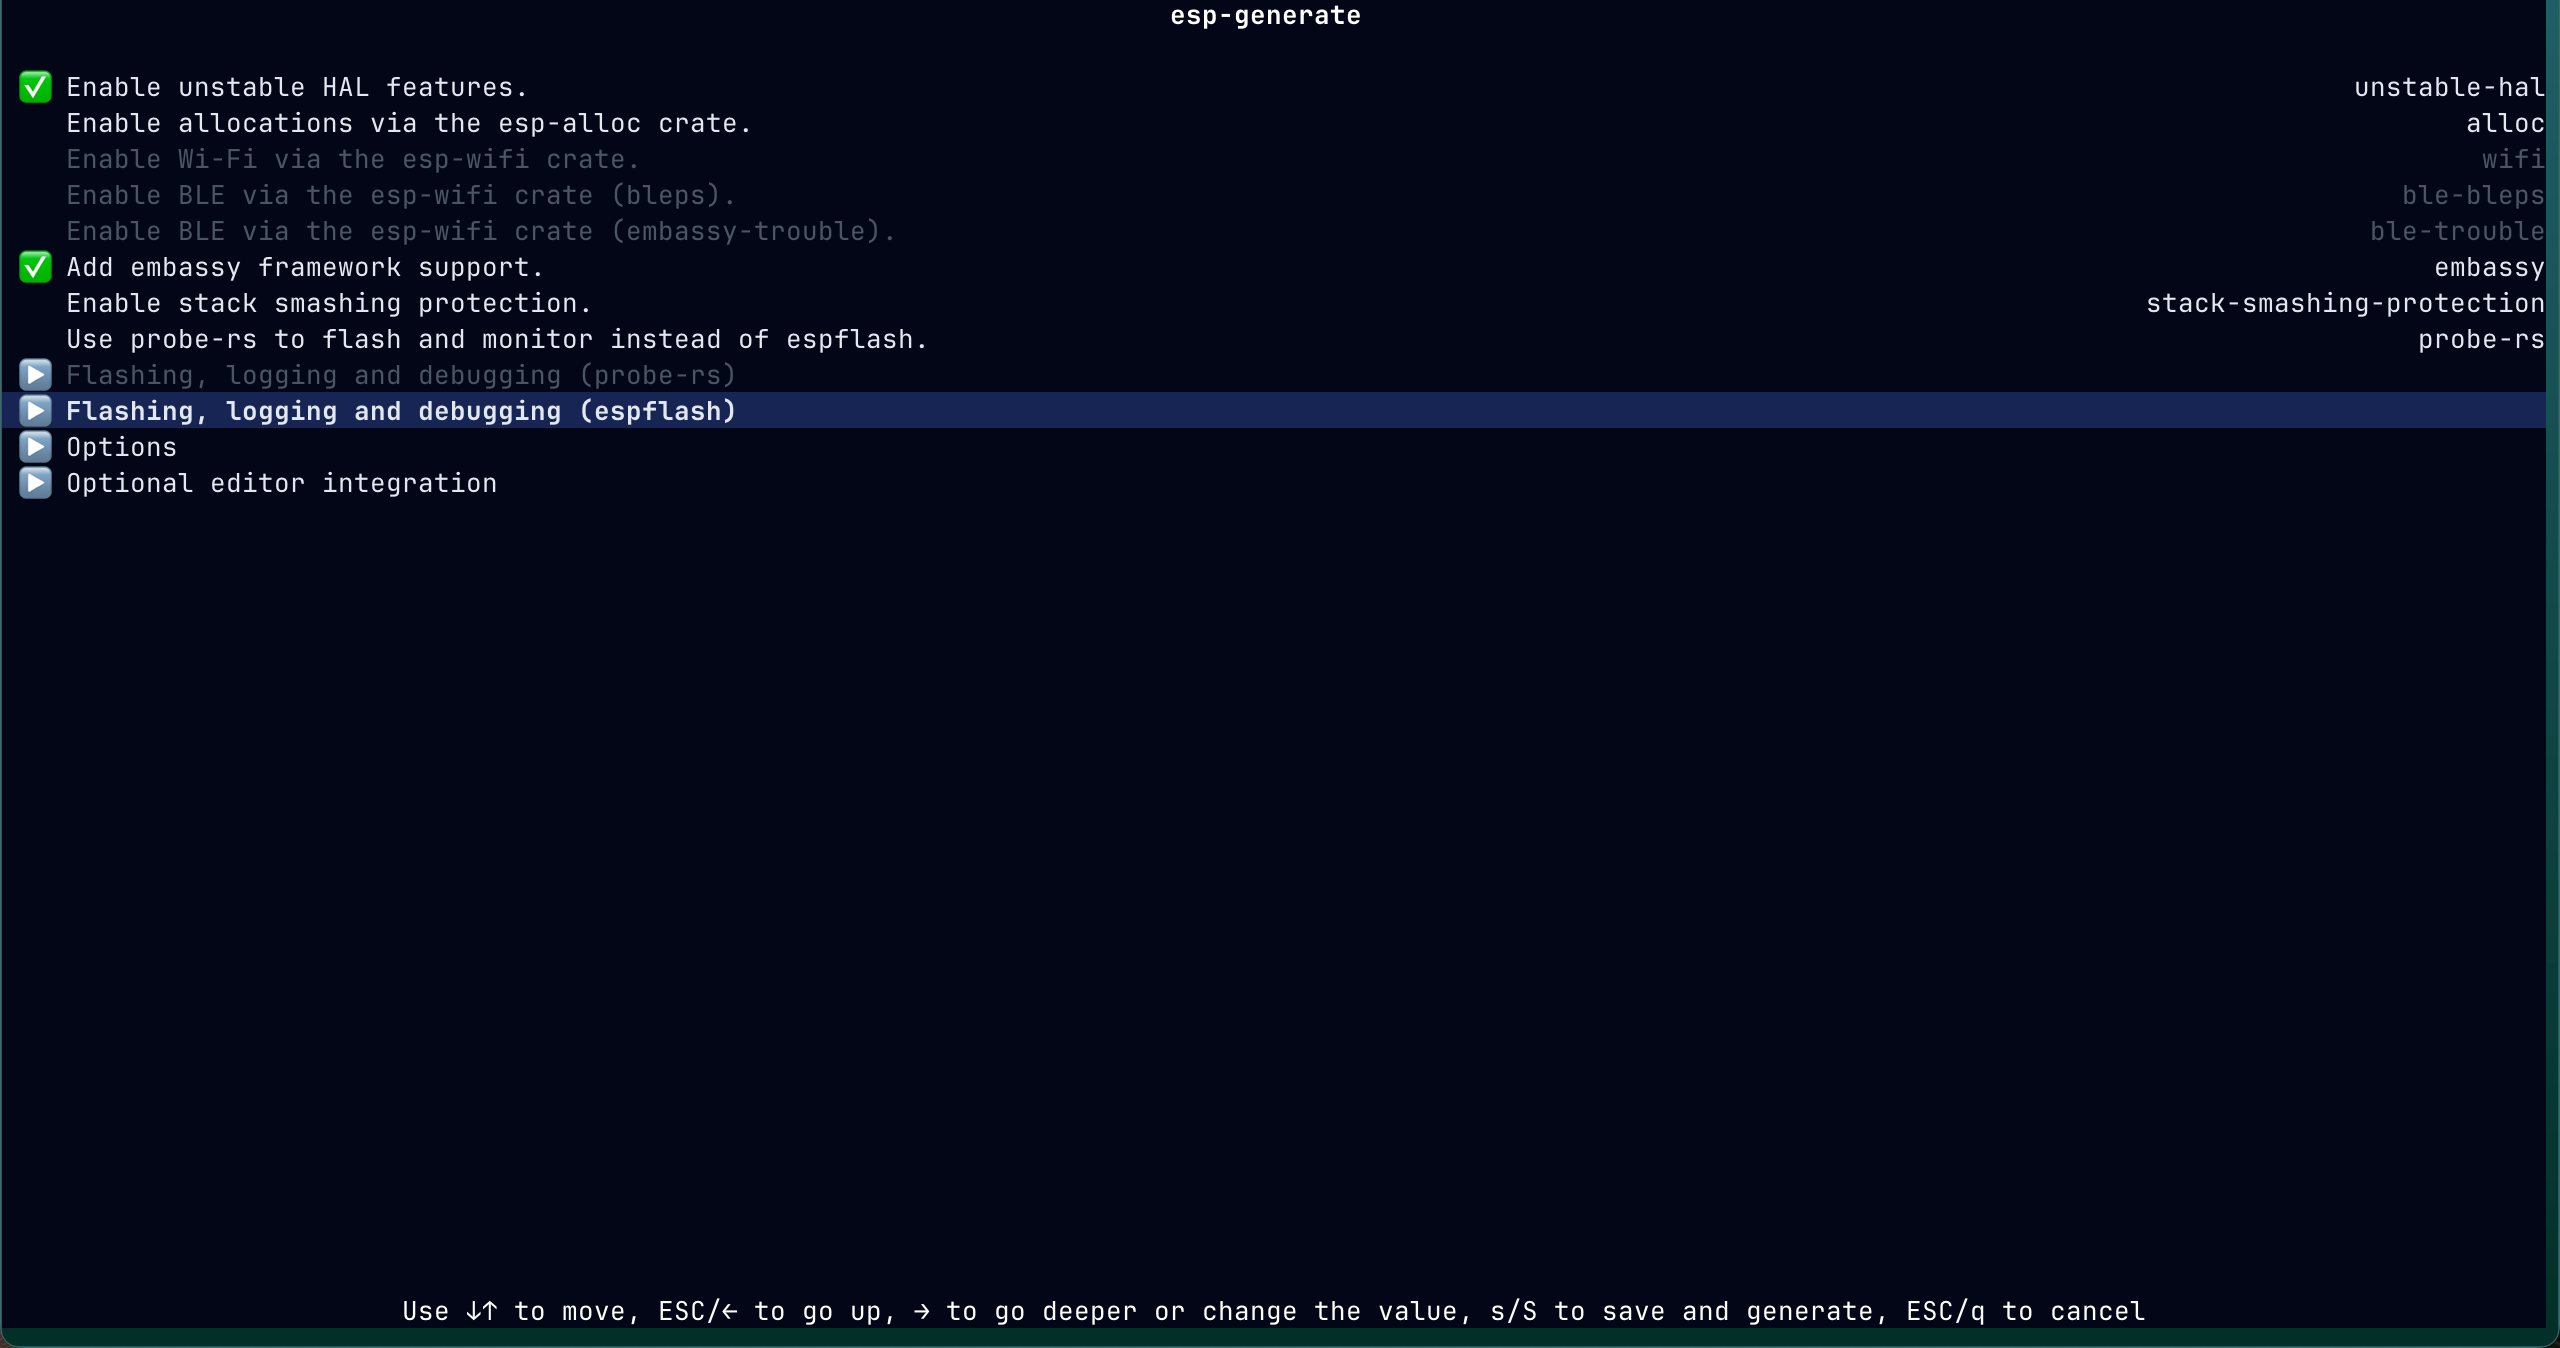 esp-generate
✅ Enable unstable HAL features. unstable-hal
Enable allocations via the esp-alloc crate. alloc
Enable Wi-Fi via the esp-wifi crate. wifi
Enable BLE via the esp-wifi crate (bleps). ble-bleps
Enable BLE via the esp-wifi crate (embassy-trouble). ble-trouble
✅ Add embassy framework support. embassy
Enable stack smashing protection. stack-smashing-protection
Use probe-rs to flash and monitor instead of espflash. probe-rs
▶️ Flashing, logging and debugging (probe-rs)
▶️ Flashing, logging and debugging (espflash)
▶️ Options
▶️ Optional editor integration
Use ↓↑ to move, ESC/← to go up, → to go deeper or change the value, s/S to save and generate, ESC/q to cancel